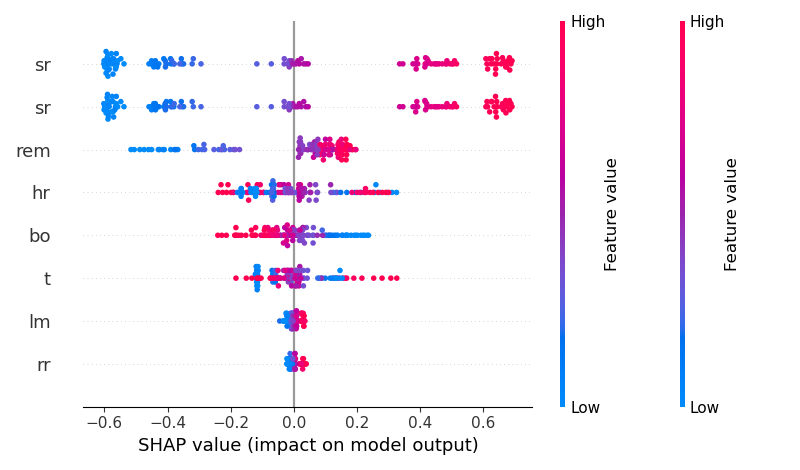 High
High
sr
sr
rem
hr
bo
t
lm
rr
Feature value
Feature value
Low
Low
−0.6 −0.4 −0.2 0.0 0.2 0.4 0.6
SHAP value (impact on model output)